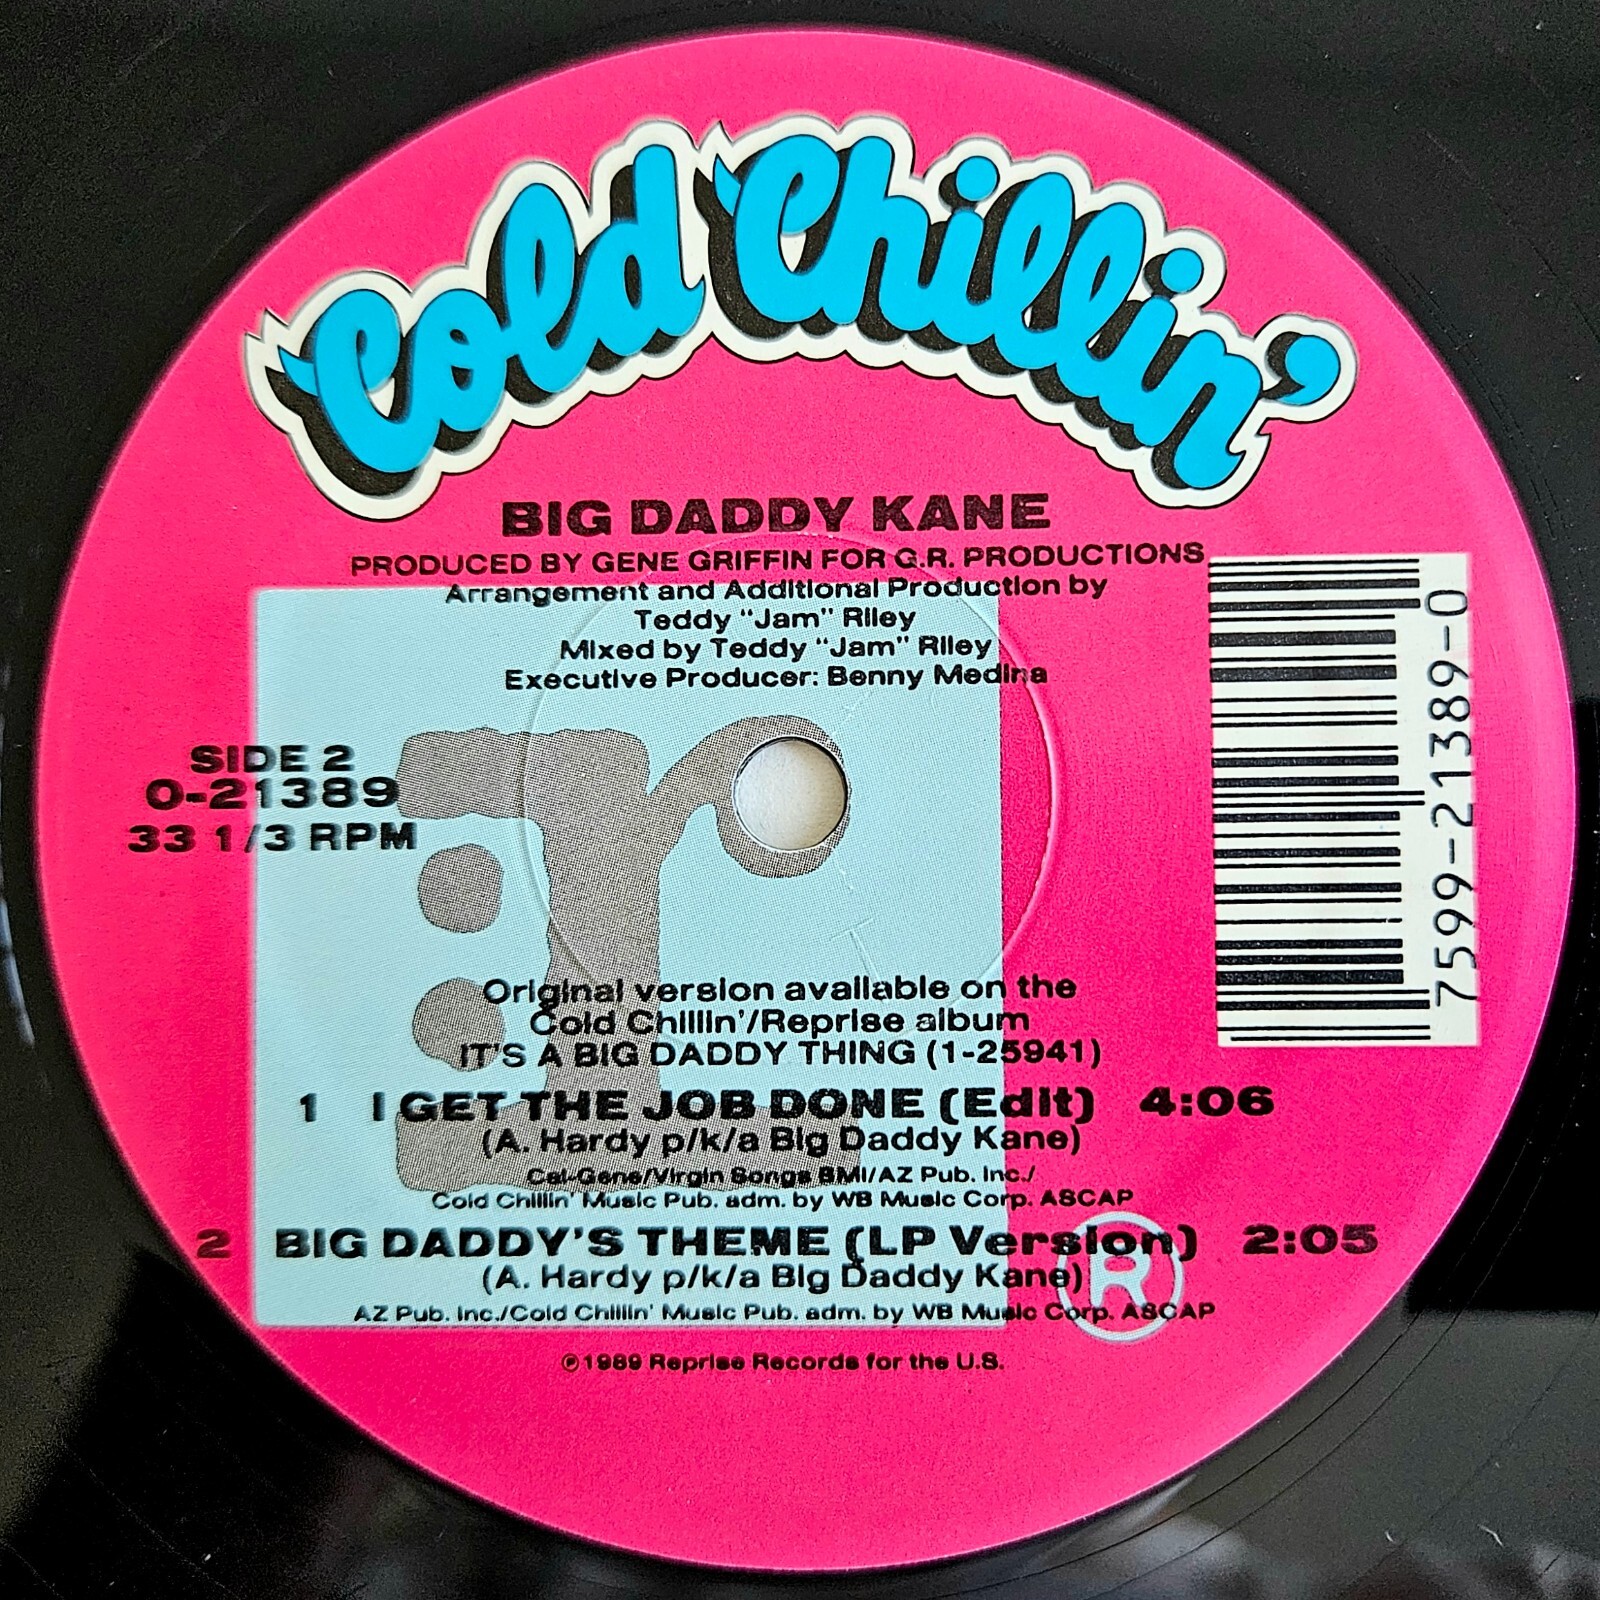 Cold Chillin'
BIG DADDY KANE
PRODUCED BY GENE GRIFFIN FOR G.R. PRODUCTIONS
Arrangement and Additional Production by
Teddy "Jam" Riley
Mixed by Teddy "Jam" Riley
Executive Producer: Benny Medina
SIDE 2
0-21389
33 1/3 RPM
r
7599-21389-0
Original version available on the
Cold Chillin'/Reprise album
IT'S A BIG DADDY THING (1-25941)
1 I GET THE JOB DONE (Edit) 4:06
(A. Hardy p/k/a Big Daddy Kane)
Cal-Gene/Virgin Songs BMI/AZ Pub. Inc./
Cold Chillin' Music Pub. adm. by WB Music Corp. ASCAP
2 BIG DADDY'S THEME (LP Version) 2:05
(A. Hardy p/k/a Big Daddy Kane)
AZ Pub. Inc./Cold Chillin' Music Pub. adm. by WB Music Corp. ASCAP
®
℗1989 Reprise Records for the U.S.